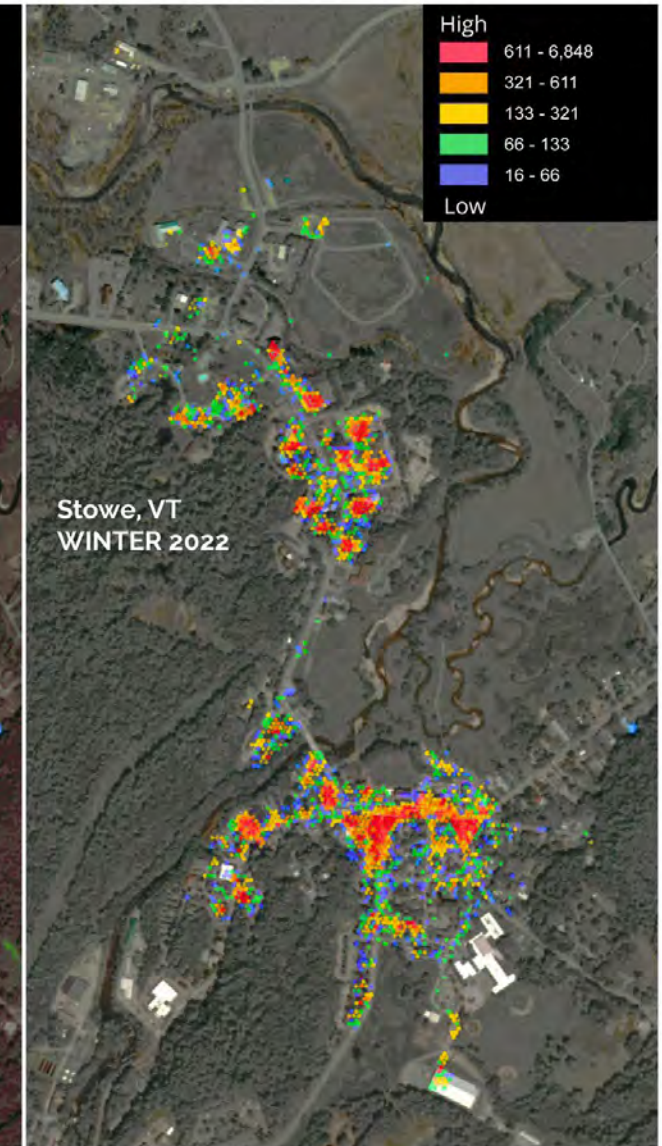 High
611 - 6,848
321 - 611
133 - 321
66 - 133
16 - 66
Low
Stowe, VT
WINTER 2022